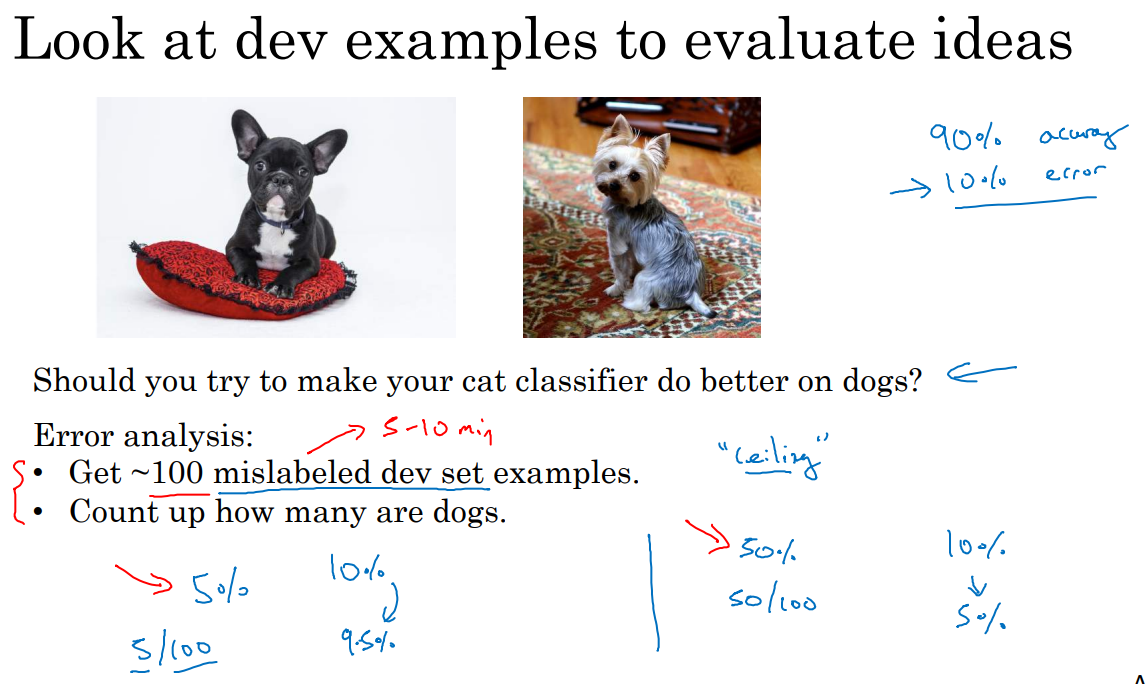 Look at dev examples to evaluate ideas
90% accuracy
→ 10% error
Should you try to make your cat classifier do better on dogs? ←
Error analysis:
→ 5-10 min
• Get ~100 mislabeled dev set examples.
"ceiling"
• Count up how many are dogs.
→ 5%
10%
5/100
9.5%
→ 50%
10%
50/100
↓
5%